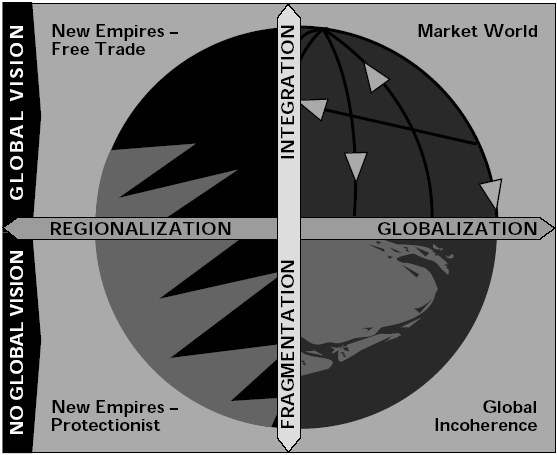 New Empires –
Free Trade
Market World
GLOBAL VISION
INTEGRATION
REGIONALIZATION
GLOBALIZATION
NO GLOBAL VISION
FRAGMENTATION
New Empires –
Protectionist
Global
Incoherence